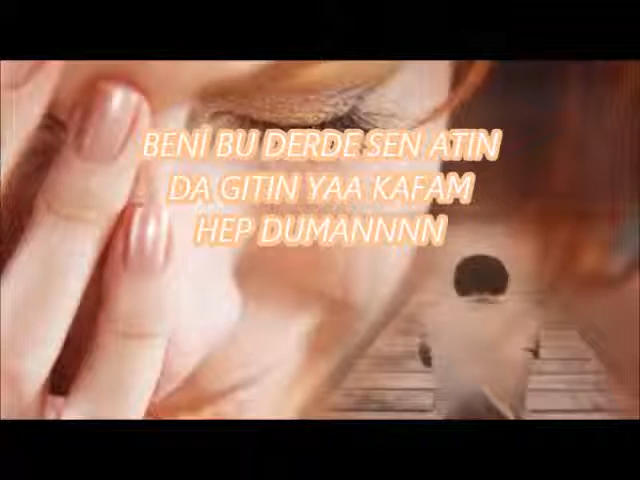 BENİ BU DERDE SEN ATIN
DA GITIN YAA KAFAM
HEP DUMANNNN